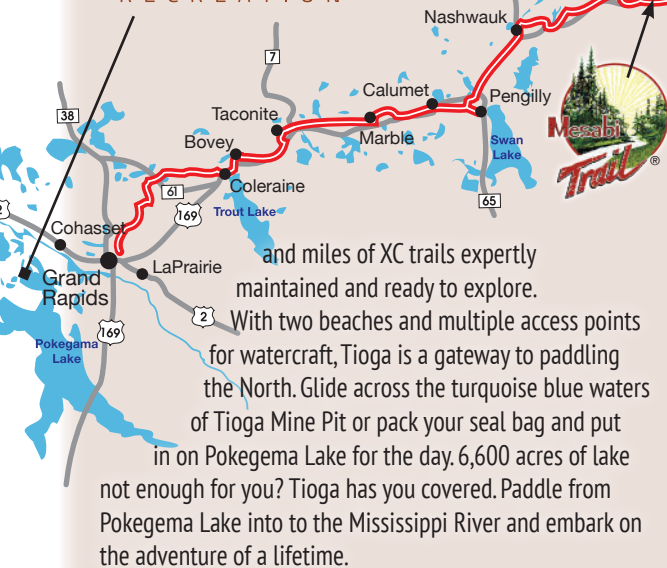 RECREATION
Nashwauk
7
Calumet
Pengilly
38
Taconite
Marble
Mesabi
Trail
®
Bovey
Swan
Lake
61
Coleraine
169
Trout Lake
65
2
Cohasset
LaPrairie
Grand
Rapids
2
169
Pokegama
Lake
and miles of XC trails expertly
maintained and ready to explore.
With two beaches and multiple access points
for watercraft, Tioga is a gateway to paddling
the North. Glide across the turquoise blue waters
of Tioga Mine Pit or pack your seal bag and put
in on Pokegema Lake for the day. 6,600 acres of lake
not enough for you? Tioga has you covered. Paddle from
Pokegema Lake into to the Mississippi River and embark on
the adventure of a lifetime.